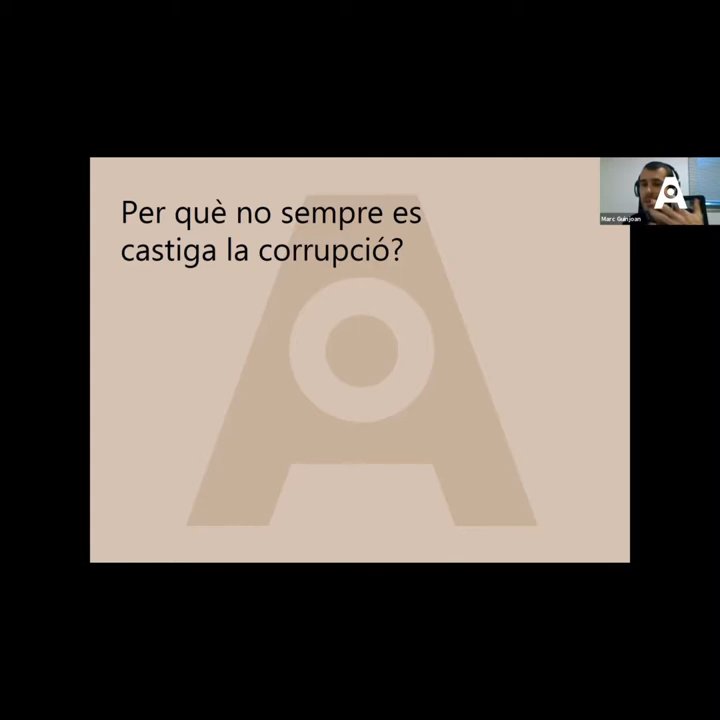 Per què no sempre es
castiga la corrupció?
Marc Guinjoan